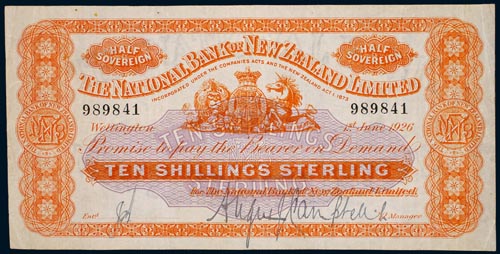 HALF SOVEREIGN
HALF SOVEREIGN
THE NATIONAL BANK OF NEW ZEALAND LIMITED
INCORPORATED UNDER THE COMPANIES ACTS AND THE NEW ZEALAND ACT, 1873
989841 989841
Wellington 1st June 1926
TEN SHILLINGS
Promise to pay the Bearer on Demand
TEN SHILLINGS STERLING
For The National Bank of New Zealand Limited.
Entd Manager